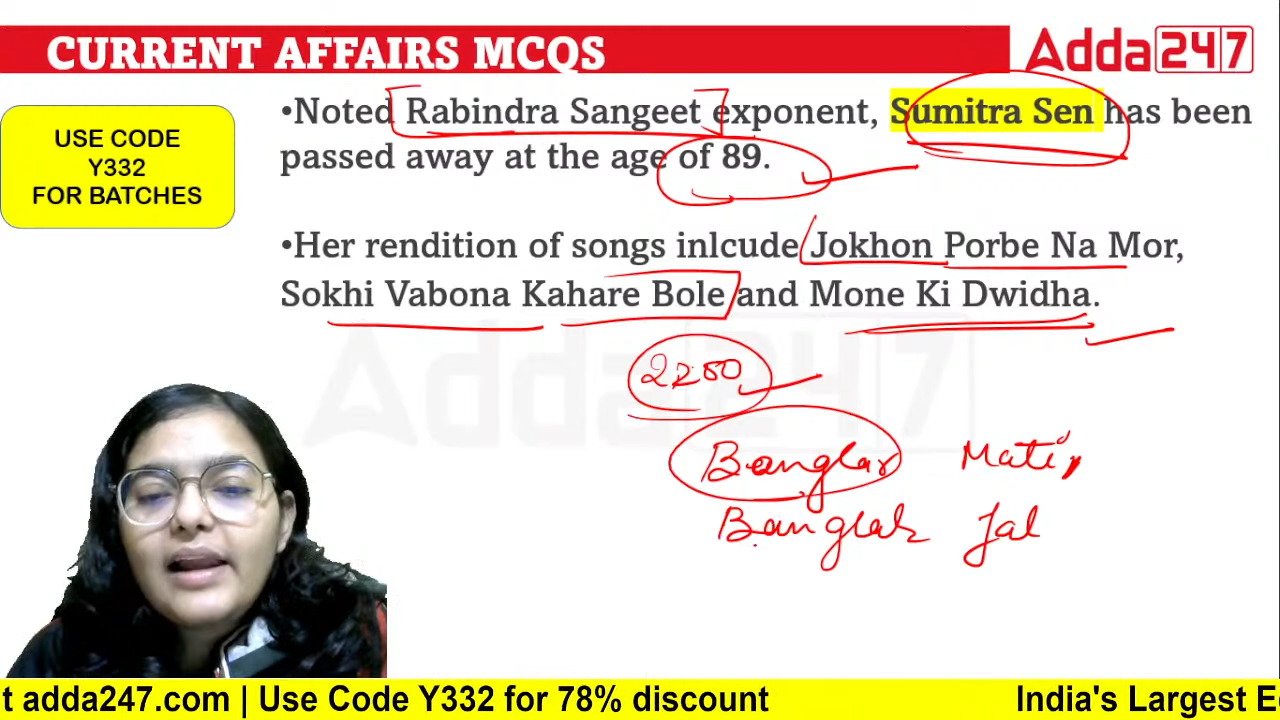 CURRENT AFFAIRS MCQS
Adda247
USE CODE
Y332
FOR BATCHES
•Noted Rabindra Sangeet exponent, Sumitra Sen has been
passed away at the age of 89.
•Her rendition of songs inlcude Jokhon Porbe Na Mor,
Sokhi Vabona Kahare Bole and Mone Ki Dwidha.
Adda247
Banglar Mati,
Banglar Jal
t adda247.com | Use Code Y332 for 78% discount
India's Largest E